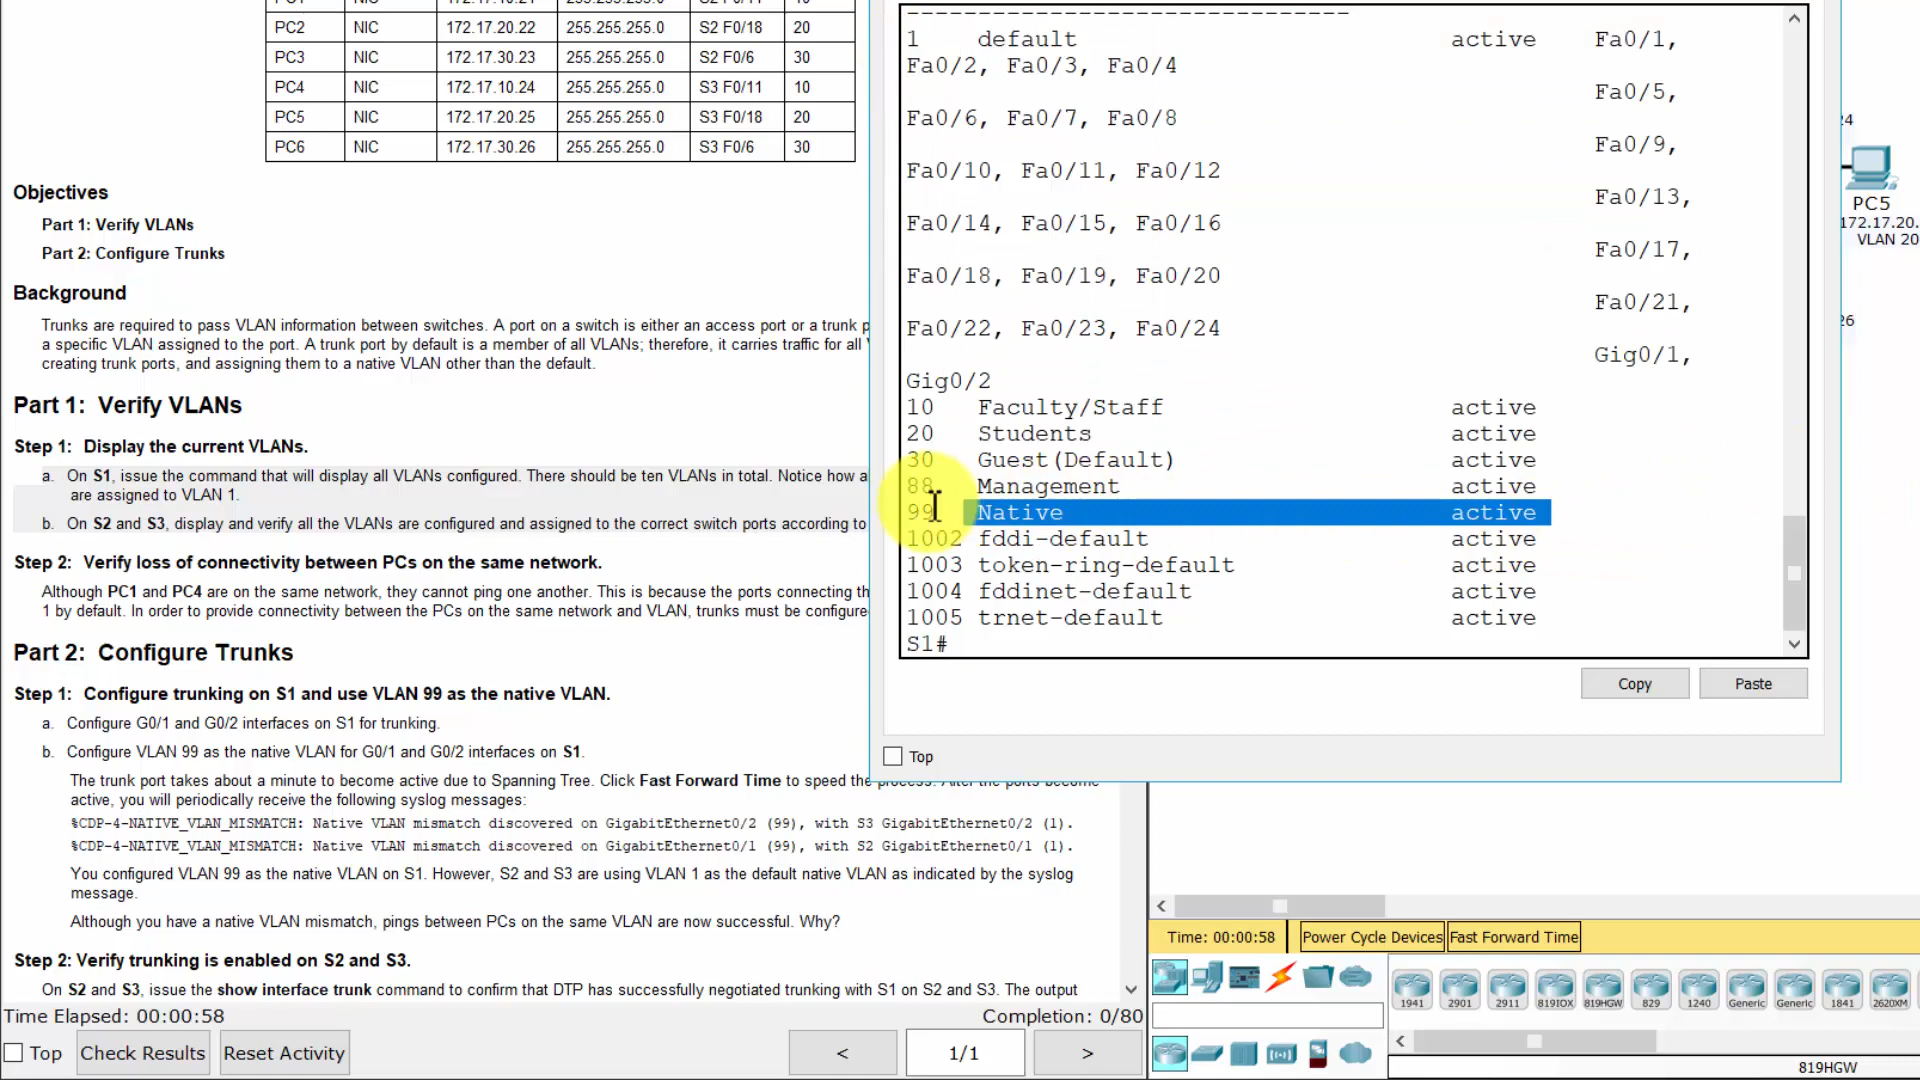 NIC 172.17.10.21 255.255.255.0
PC2 NIC 172.17.20.22 255.255.255.0 S2 F0/18 20
PC3 NIC 172.17.30.23 255.255.255.0 S2 F0/6 30
PC4 NIC 172.17.10.24 255.255.255.0 S3 F0/11 10
PC5 NIC 172.17.20.25 255.255.255.0 S3 F0/18 20
PC6 NIC 172.17.30.26 255.255.255.0 S3 F0/6 30
Objectives
Part 1: Verify VLANs
Part 2: Configure Trunks
Background
Trunks are required to pass VLAN information between switches. A port on a switch is either an access port or a trunk p
a specific VLAN assigned to the port. A trunk port by default is a member of all VLANs; therefore, it carries traffic for all
creating trunk ports, and assigning them to a native VLAN other than the default.
Part 1: Verify VLANs
Step 1: Display the current VLANs.
a. On S1, issue the command that will display all VLANs configured. There should be ten VLANs in total. Notice how a
are assigned to VLAN 1.
b. On S2 and S3, display and verify all the VLANs are configured and assigned to the correct switch ports according to
Step 2: Verify loss of connectivity between PCs on the same network.
Although PC1 and PC4 are on the same network, they cannot ping one another. This is because the ports connecting th
1 by default. In order to provide connectivity between the PCs on the same network and VLAN, trunks must be configure
Part 2: Configure Trunks
Step 1: Configure trunking on S1 and use VLAN 99 as the native VLAN.
a. Configure G0/1 and G0/2 interfaces on S1 for trunking.
b. Configure VLAN 99 as the native VLAN for G0/1 and G0/2 interfaces on S1.
The trunk port takes about a minute to become active due to Spanning Tree. Click Fast Forward Time to speed the process. After the ports become
active, you will periodically receive the following syslog messages:
%CDP-4-NATIVE_VLAN_MISMATCH: Native VLAN mismatch discovered on GigabitEthernet0/2 (99), with S3 GigabitEthernet0/2 (1).
%CDP-4-NATIVE_VLAN_MISMATCH: Native VLAN mismatch discovered on GigabitEthernet0/1 (99), with S2 GigabitEthernet0/1 (1).
You configured VLAN 99 as the native VLAN on S1. However, S2 and S3 are using VLAN 1 as the default native VLAN as indicated by the syslog
message.
Although you have a native VLAN mismatch, pings between PCs on the same VLAN are now successful. Why?
Step 2: Verify trunking is enabled on S2 and S3.
On S2 and S3, issue the show interface trunk command to confirm that DTP has successfully negotiated trunking with S1 on S2 and S3. The output
Time Elapsed: 00:00:58 Completion: 0/80
Top Check Results Reset Activity < 1/1 >
-------------------------------
1 default active Fa0/1,
Fa0/2, Fa0/3, Fa0/4
Fa0/5,
Fa0/6, Fa0/7, Fa0/8
Fa0/9,
Fa0/10, Fa0/11, Fa0/12
Fa0/13,
Fa0/14, Fa0/15, Fa0/16
Fa0/17,
Fa0/18, Fa0/19, Fa0/20
Fa0/21,
Fa0/22, Fa0/23, Fa0/24
Gig0/1,
Gig0/2
10 Faculty/Staff active
20 Students active
30 Guest(Default) active
88 Management active
99 Native active
1002 fddi-default active
1003 token-ring-default active
1004 fddinet-default active
1005 trnet-default active
S1#
Copy Paste
Top
24
PC5
172.17.20.
VLAN 20
26
Time: 00:00:58 Power Cycle Devices Fast Forward Time
1941 2901 2911 819IOX 819HGW 829 1240 Generic Generic 1841 2620XM
819HGW